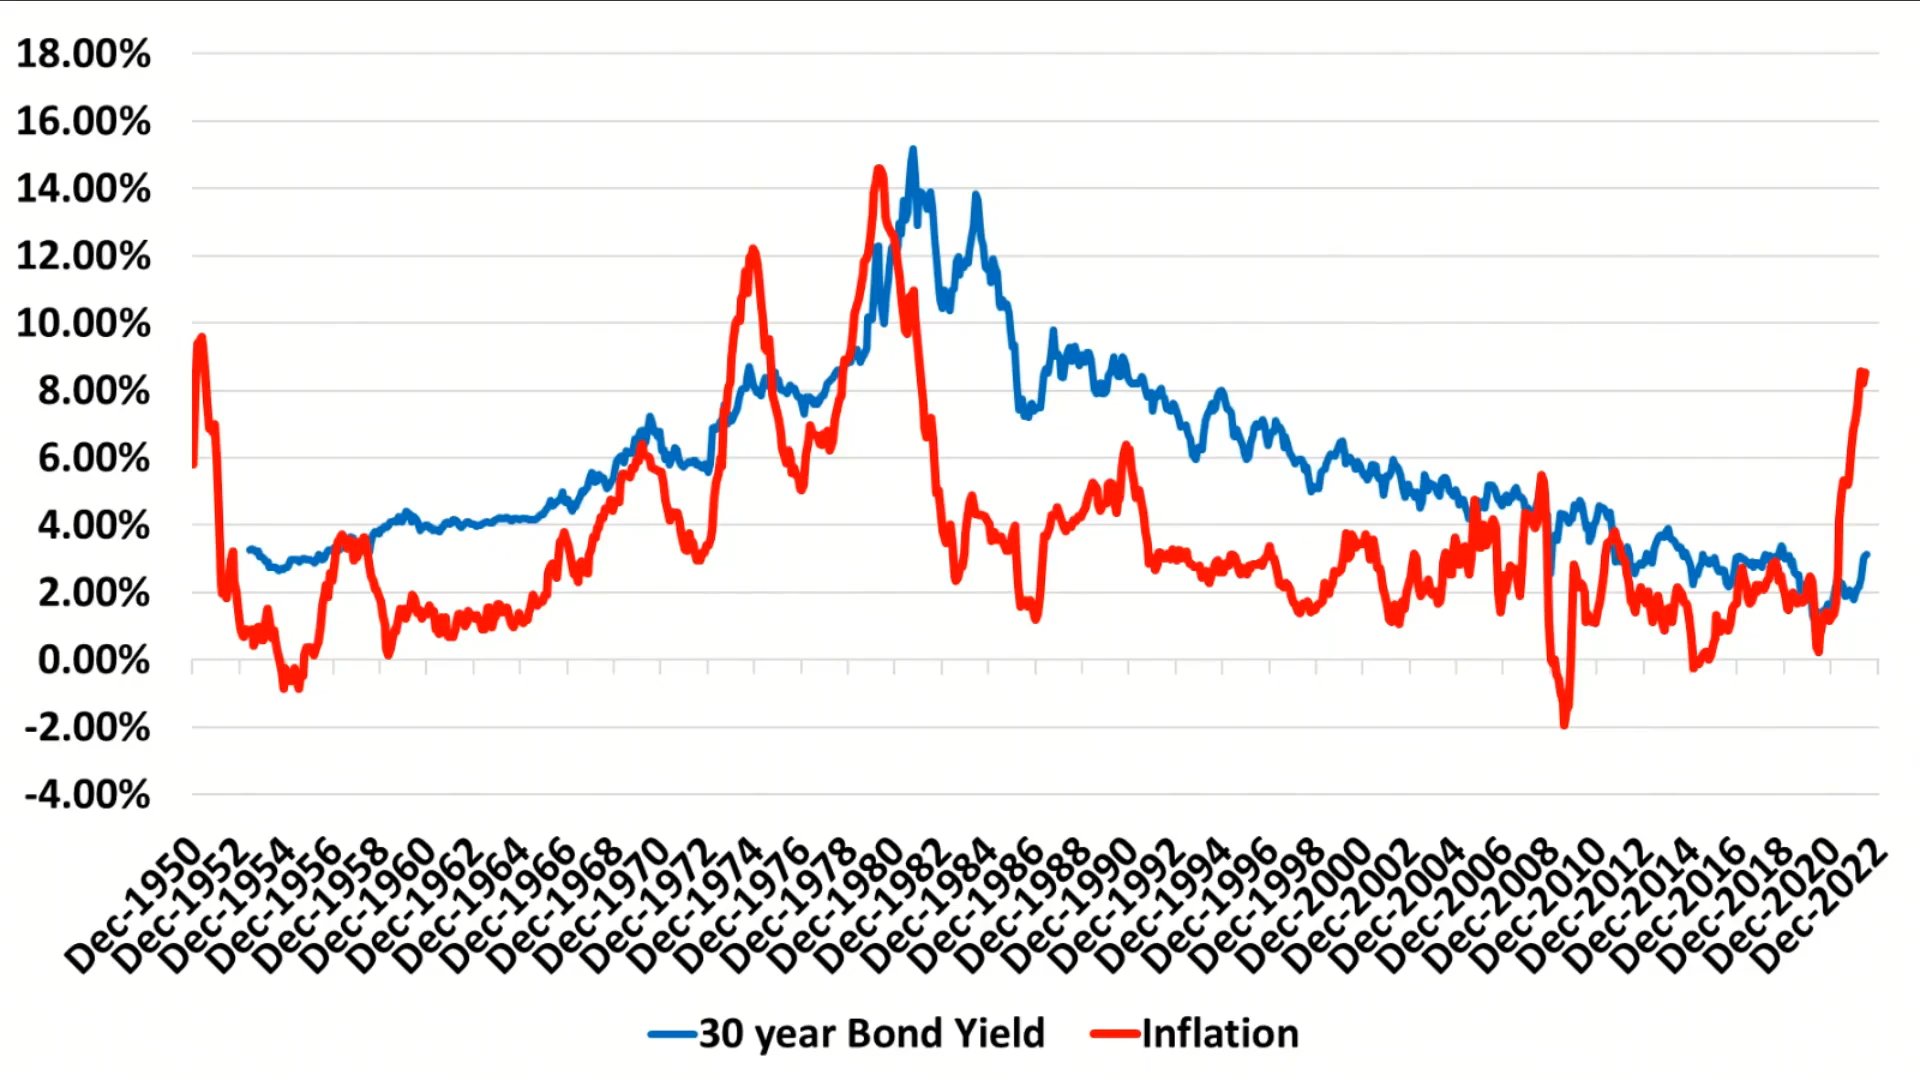 18.00%
16.00%
14.00%
12.00%
10.00%
8.00%
6.00%
4.00%
2.00%
0.00%
-2.00%
-4.00%
Dec-1950
Dec-1952
Dec-1954
Dec-1956
Dec-1958
Dec-1960
Dec-1962
Dec-1964
Dec-1966
Dec-1968
Dec-1970
Dec-1972
Dec-1974
Dec-1976
Dec-1978
Dec-1980
Dec-1982
Dec-1984
Dec-1986
Dec-1988
Dec-1990
Dec-1992
Dec-1994
Dec-1996
Dec-1998
Dec-2000
Dec-2002
Dec-2004
Dec-2006
Dec-2008
Dec-2010
Dec-2012
Dec-2014
Dec-2016
Dec-2018
Dec-2020
Dec-2022
30 year Bond Yield
Inflation